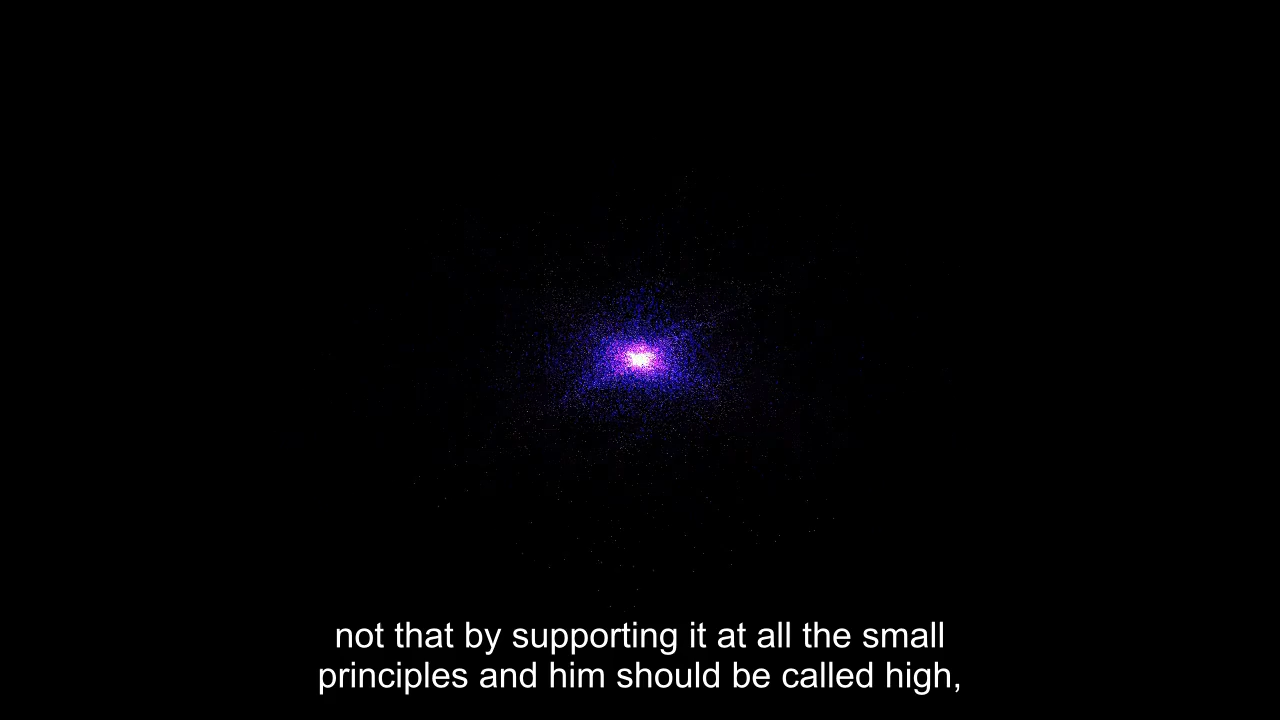 not that by supporting it at all the small
principles and him should be called high,